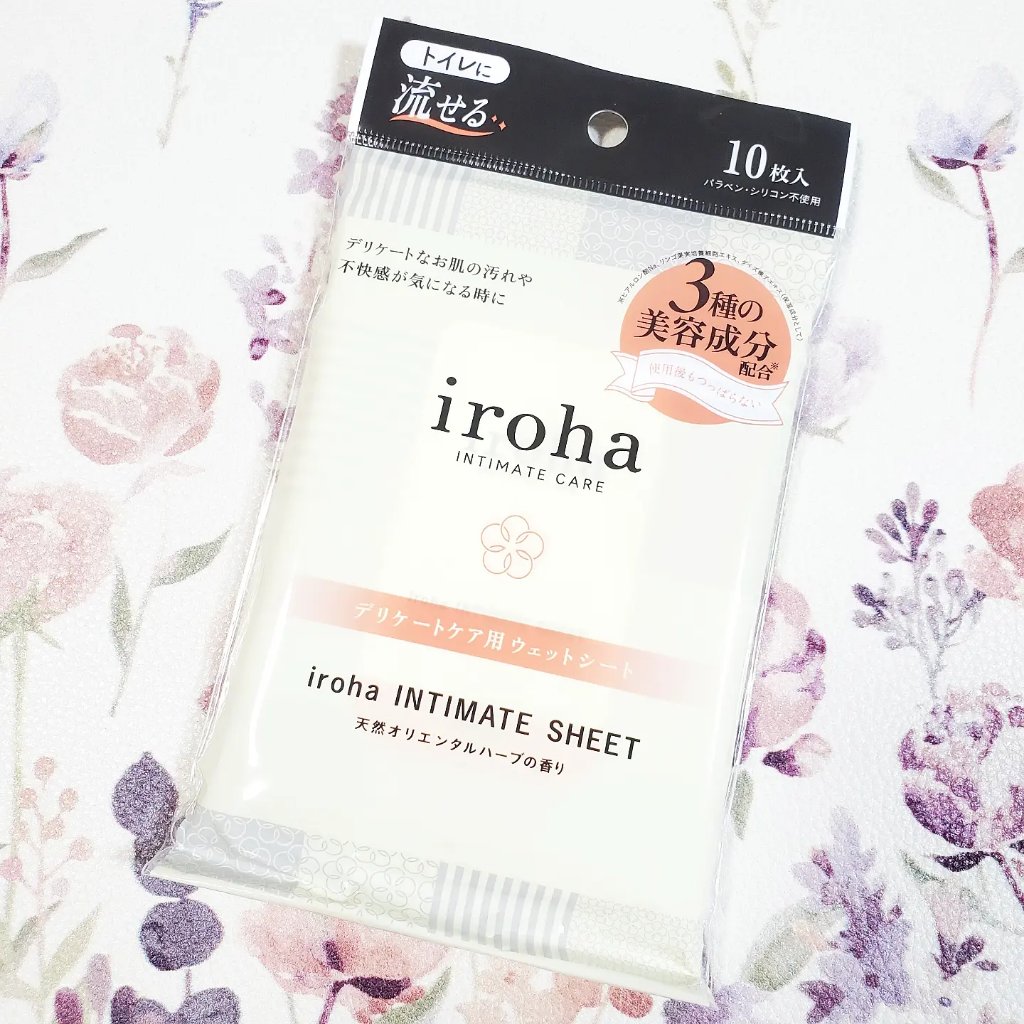 トイレに
流せる
10枚入
パラベン・シリコン不使用
デリケートなお肌の汚れや
不快感が気になる時に
3種の
美容成分
配合※
使用後もつっぱらない
iroha
INTIMATE CARE
デリケートケア用 ウェットシート
iroha INTIMATE SHEET
天然オリエンタルハーブの香り